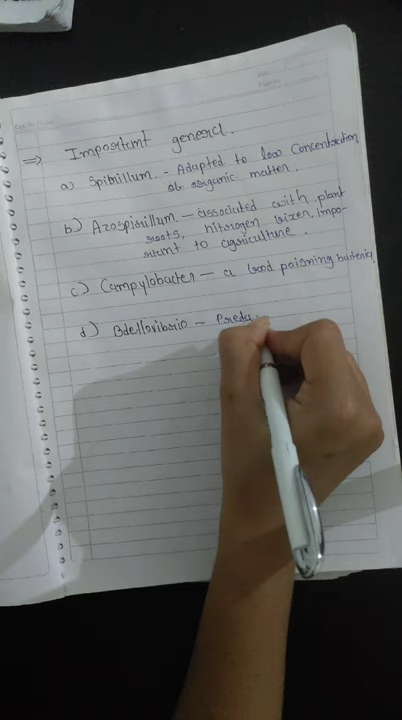 ⇒ Important general.
a) Spirillum. - Adapted to low concentration
of organic matter.
b) Azospirillum - associated with plant
roots, nitrogen fixer, impo-
rtant to agriculture.
c) Campylobacter - a food poisoning bacteria,
d) Bdellovibrio - Preda